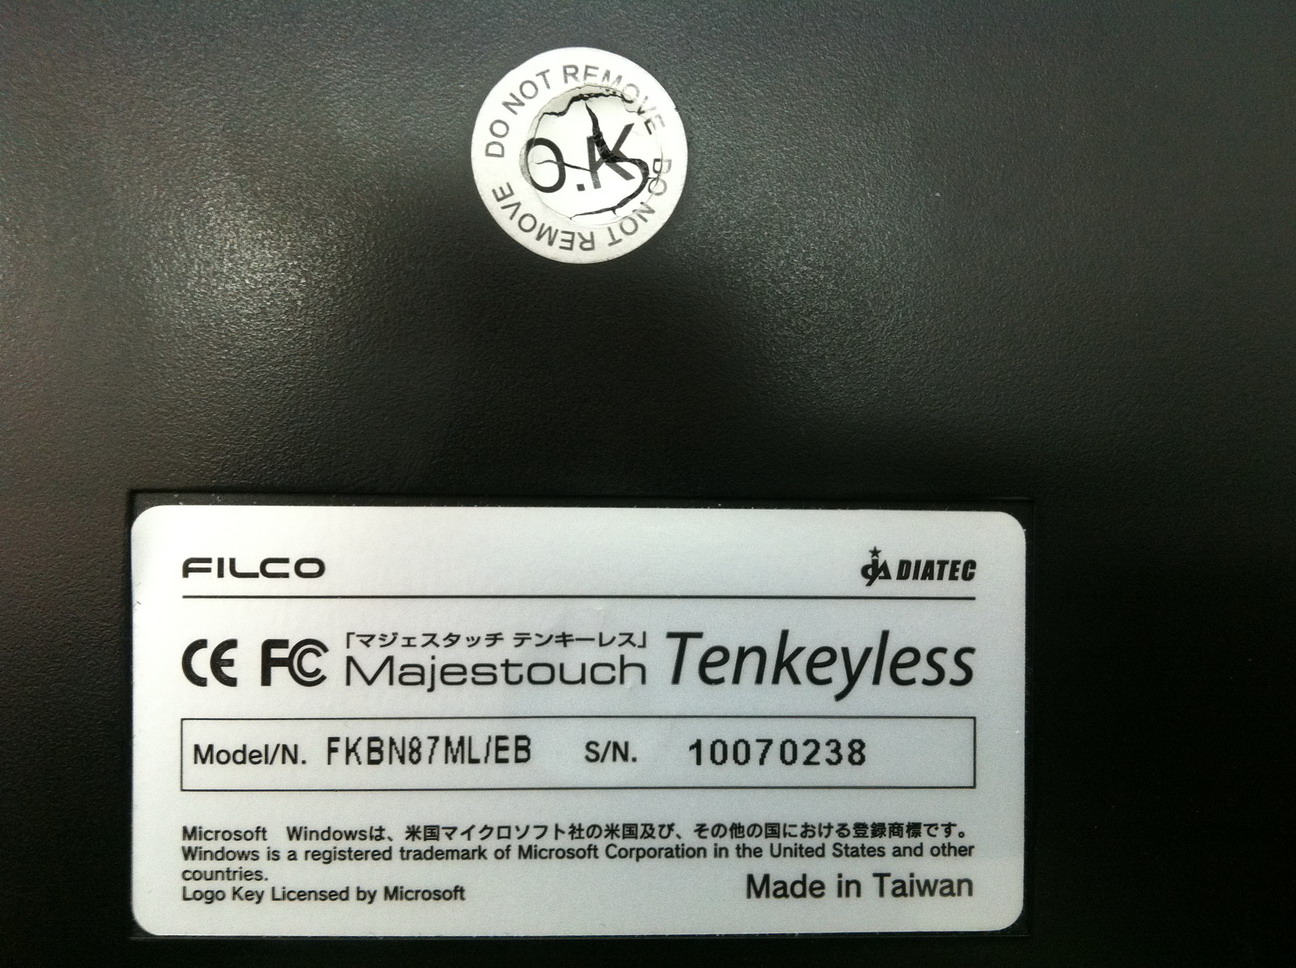 DO NOT REMOVE DO NOT REMOVE
O.K
FILCO
DIATEC
CE FC 「マジェスタッチ テンキーレス」
Majestouch Tenkeyless
Model/N. FKBN87ML/EB S/N. 10070238
Microsoft Windowsは、米国マイクロソフト社の米国及び、その他の国における登録商標です。
Windows is a registered trademark of Microsoft Corporation in the United States and other
countries.
Logo Key Licensed by Microsoft
Made in Taiwan